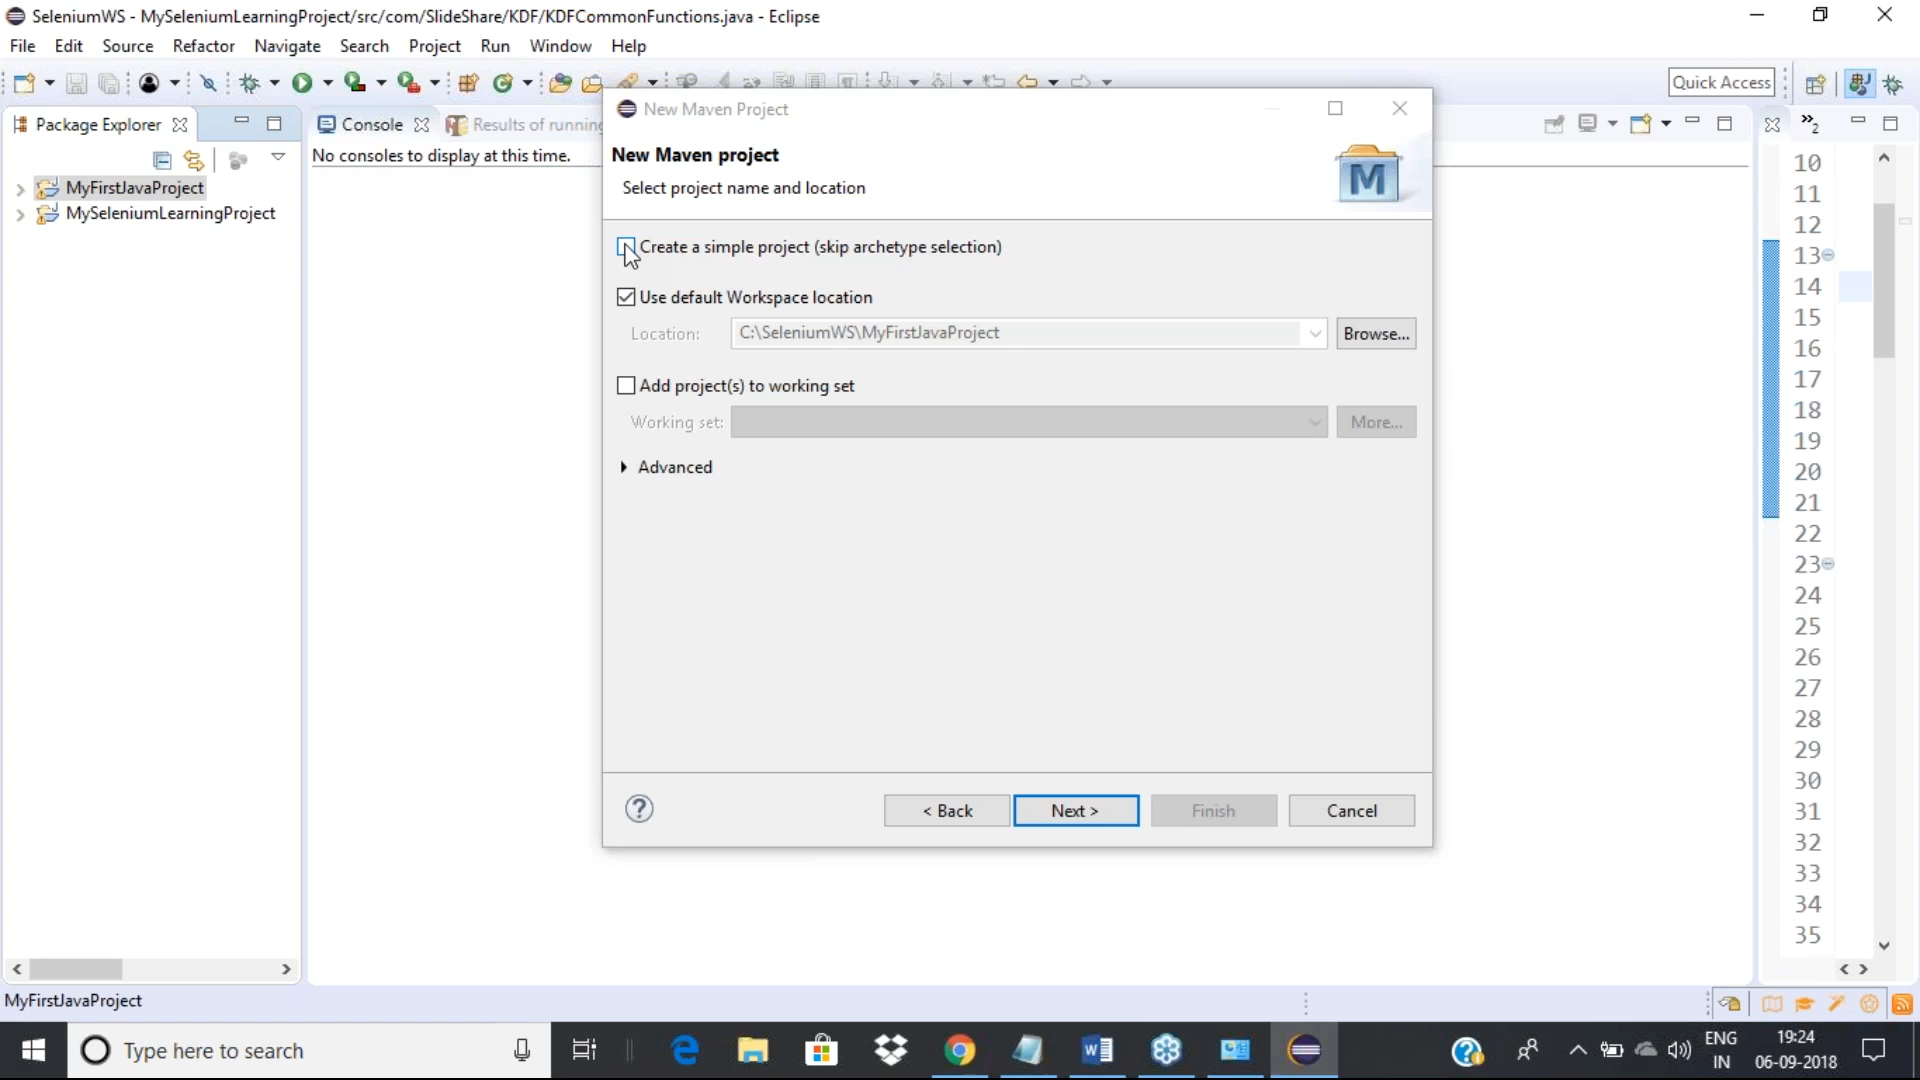 SeleniumWS - MySeleniumLearningProject/src/com/SlideShare/KDF/KDFCommonFunctions.java - Eclipse
File Edit Source Refactor Navigate Search Project Run Window Help
Quick Access
Package Explorer
Console
Results of running
2
No consoles to display at this time.
MyFirstJavaProject
MySeleniumLearningProject
New Maven Project
New Maven project
Select project name and location
M
Create a simple project (skip archetype selection)
Use default Workspace location
Location: C:\SeleniumWS\MyFirstJavaProject Browse...
Add project(s) to working set
Working set: More...
Advanced
? < Back Next > Finish Cancel
10
11
12
13
14
15
16
17
18
19
20
21
22
23
24
25
26
27
28
29
30
31
32
33
34
35
MyFirstJavaProject
Type here to search
ENG
IN
19:24
06-09-2018